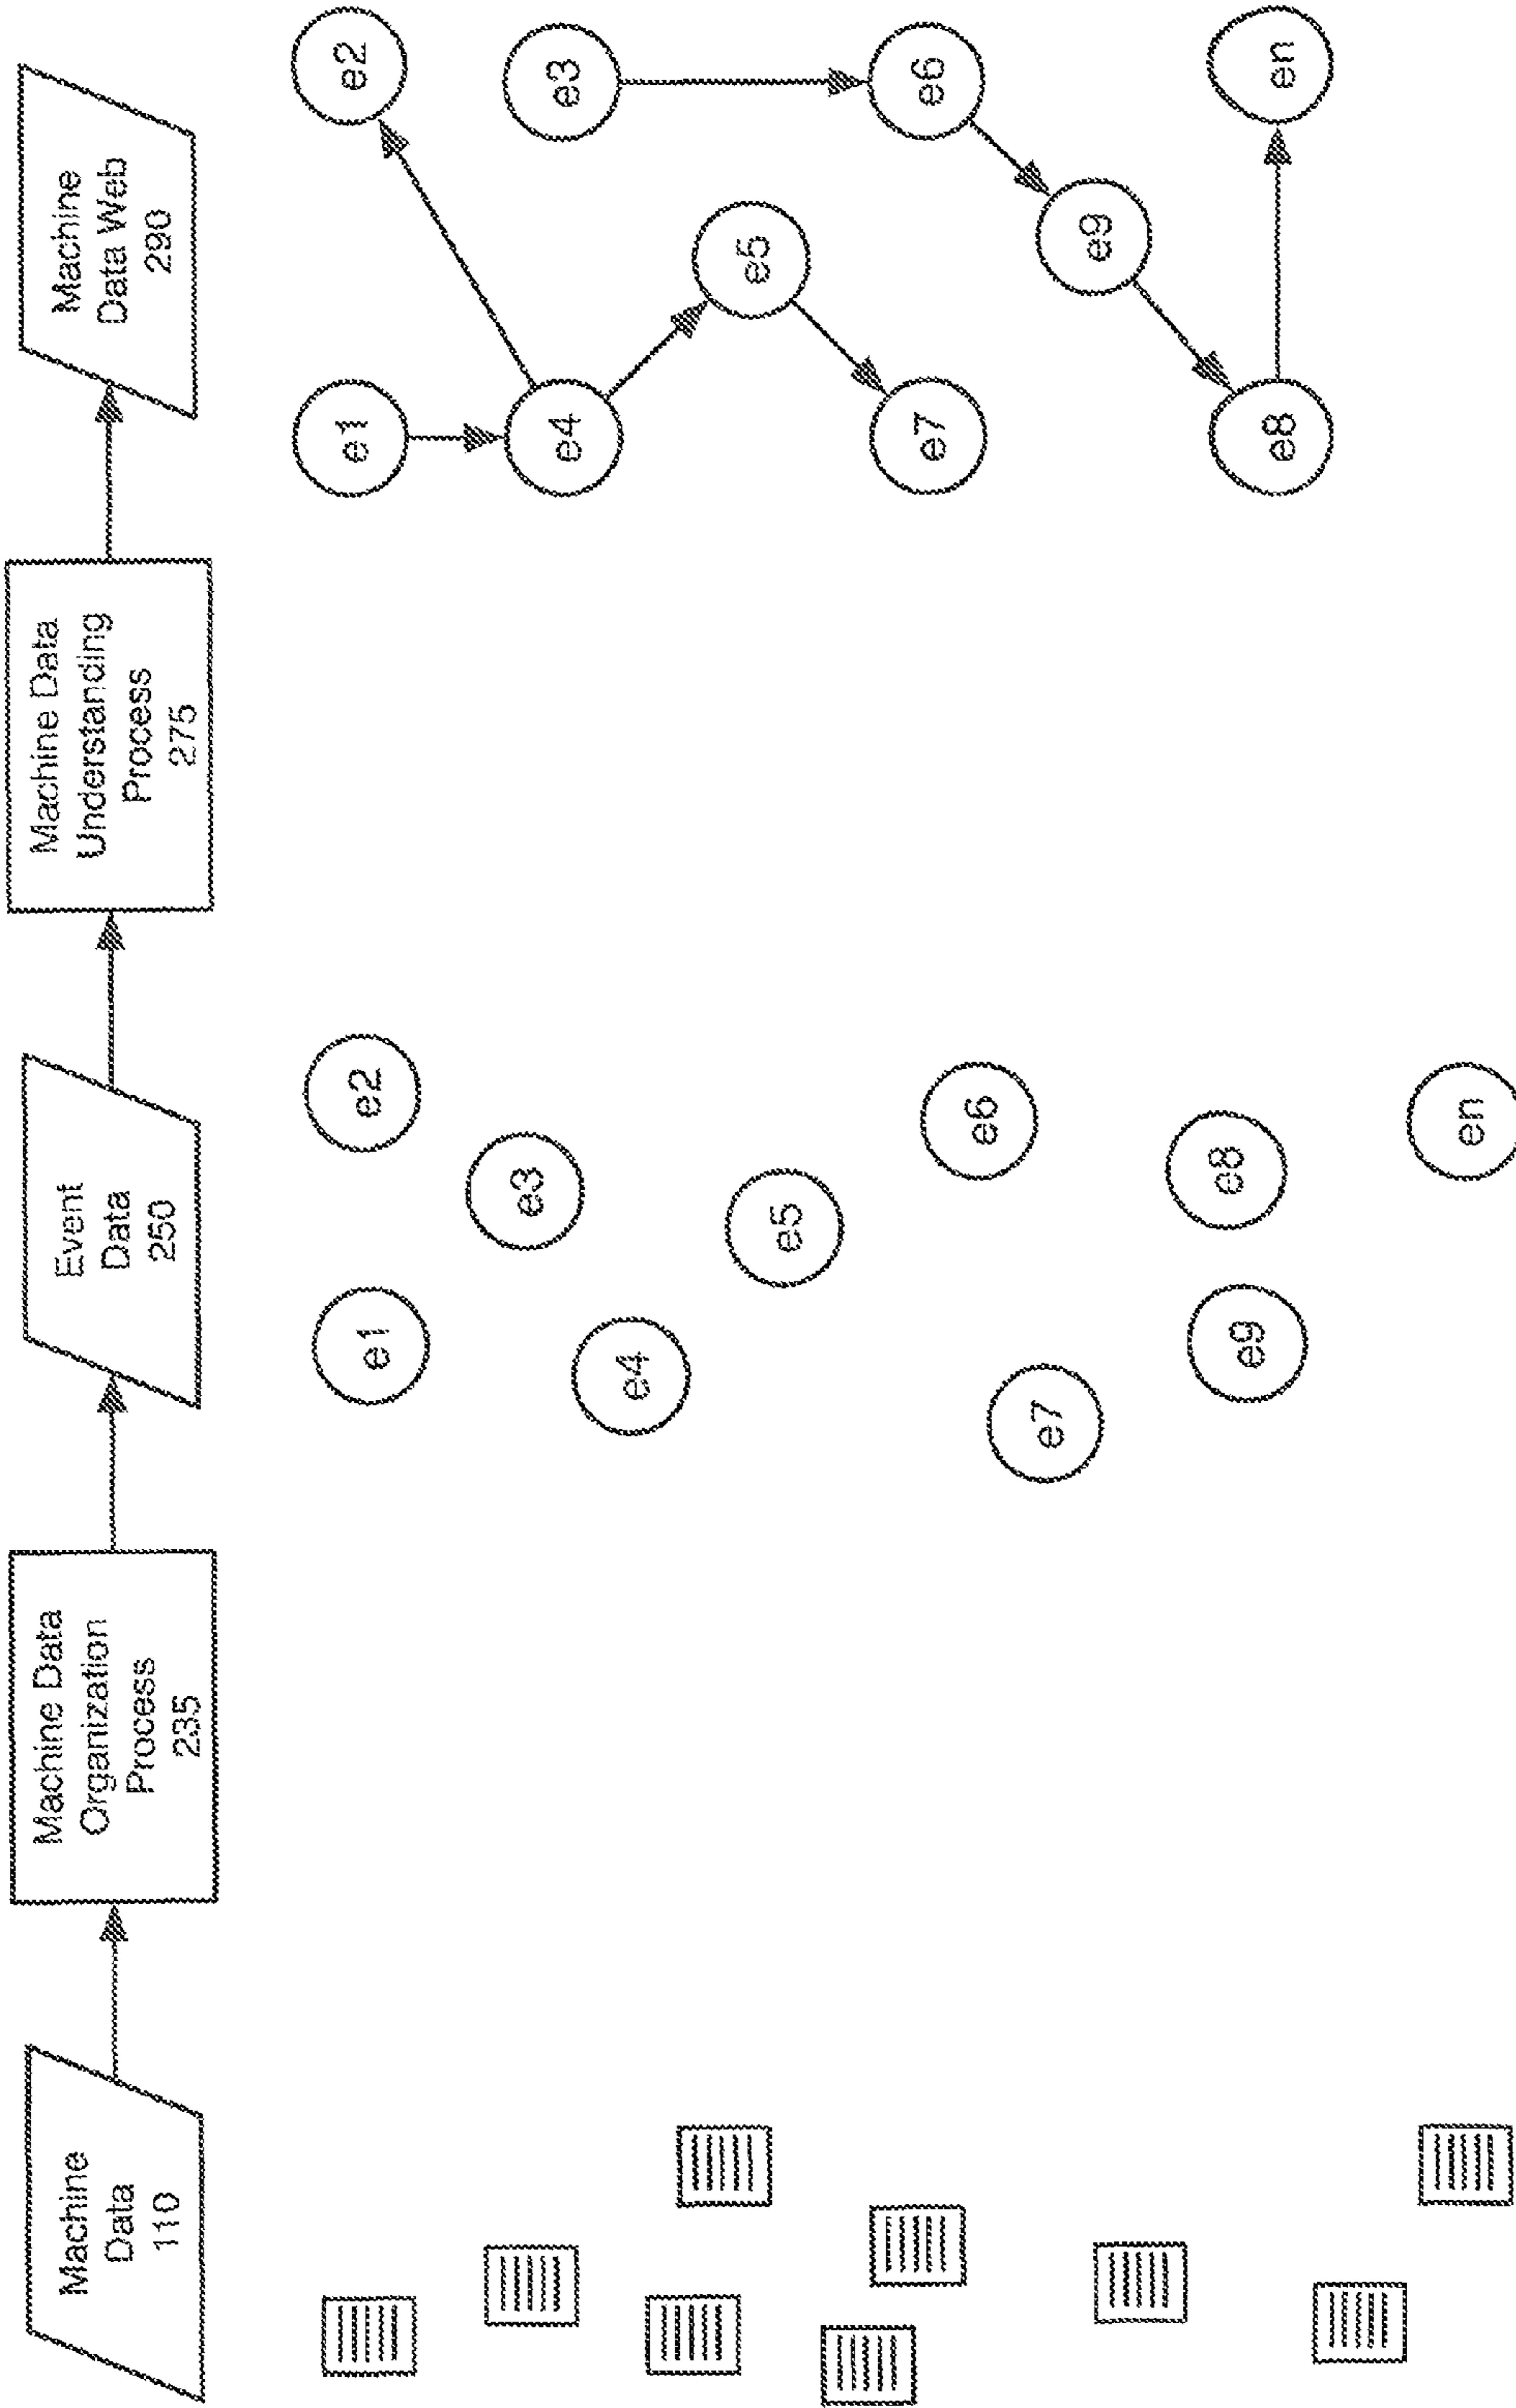 Machine
Data
110
Machine Data
Organization
Process
235
Event
Data
250
Machine Data
Understanding
Process
275
Machine
Data Web
290
e1
e2
e3
e4
e5
e6
e7
e8
e9
en
e1
e2
e4
e3
e5
e7
e6
e9
e8
en